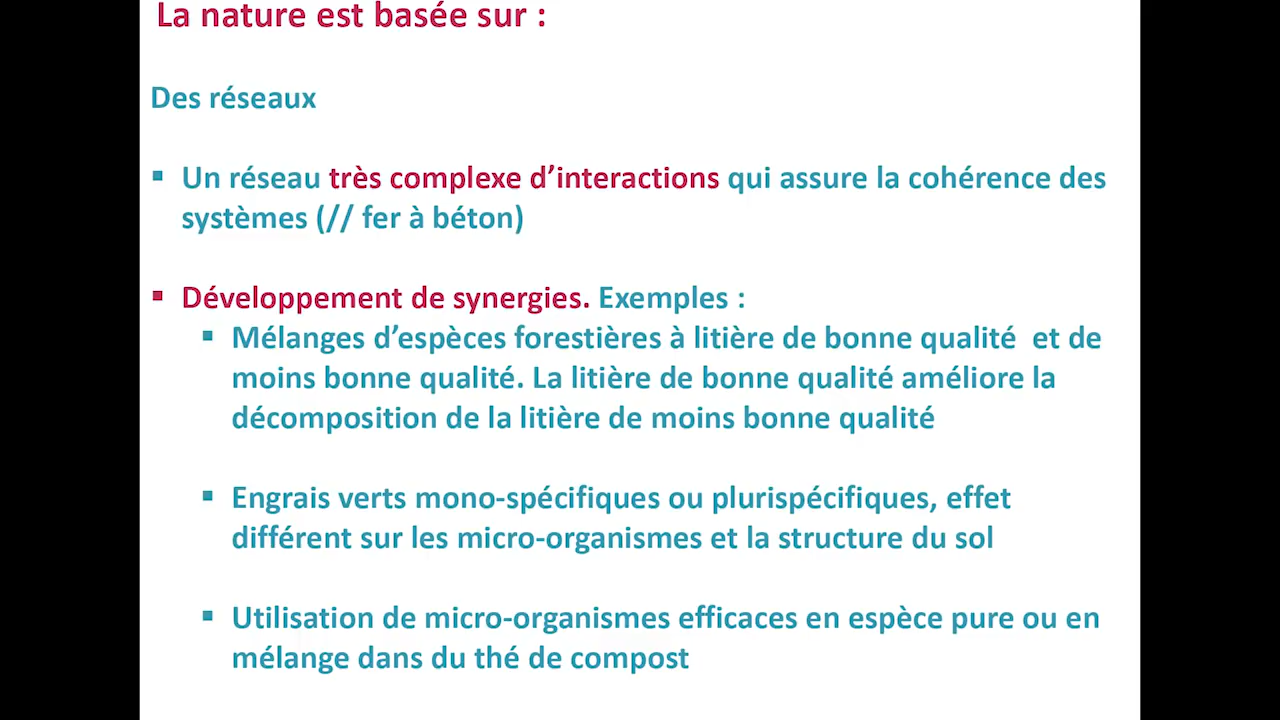 La nature est basée sur :
Des réseaux
▪ Un réseau très complexe d’interactions qui assure la cohérence des
systèmes (// fer à béton)
▪ Développement de synergies. Exemples :
▪ Mélanges d’espèces forestières à litière de bonne qualité  et de
moins bonne qualité. La litière de bonne qualité améliore la
décomposition de la litière de moins bonne qualité
▪ Engrais verts mono-spécifiques ou plurispécifiques, effet
différent sur les micro-organismes et la structure du sol
▪ Utilisation de micro-organismes efficaces en espèce pure ou en
mélange dans du thé de compost